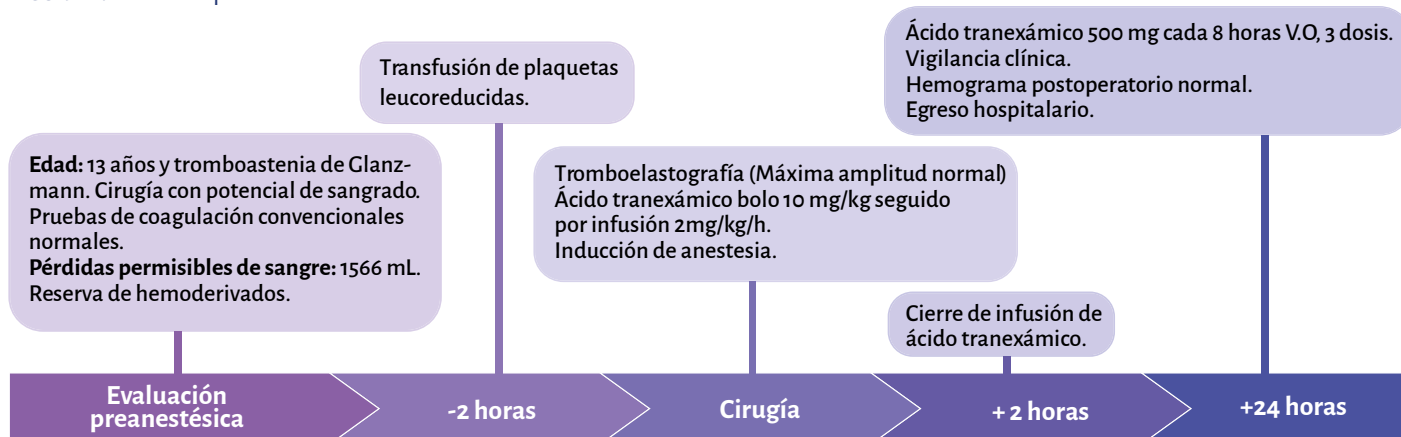 Edad: 13 años y tromboastenia de Glanz-
mann. Cirugía con potencial de sangrado.
Pruebas de coagulación convencionales
normales.
Pérdidas permisibles de sangre: 1566 mL.
Reserva de hemoderivados.
Transfusión de plaquetas
leucoreducidas.
Tromboelastografía (Máxima amplitud normal)
Ácido tranexámico bolo 10 mg/kg seguido
por infusión 2mg/kg/h.
Inducción de anestesia.
Cierre de infusión de
ácido tranexámico.
Ácido tranexámico 500 mg cada 8 horas V.O, 3 dosis.
Vigilancia clínica.
Hemograma postoperatorio normal.
Egreso hospitalario.
Evaluación
preanestésica
-2 horas
Cirugía
+ 2 horas
+24 horas